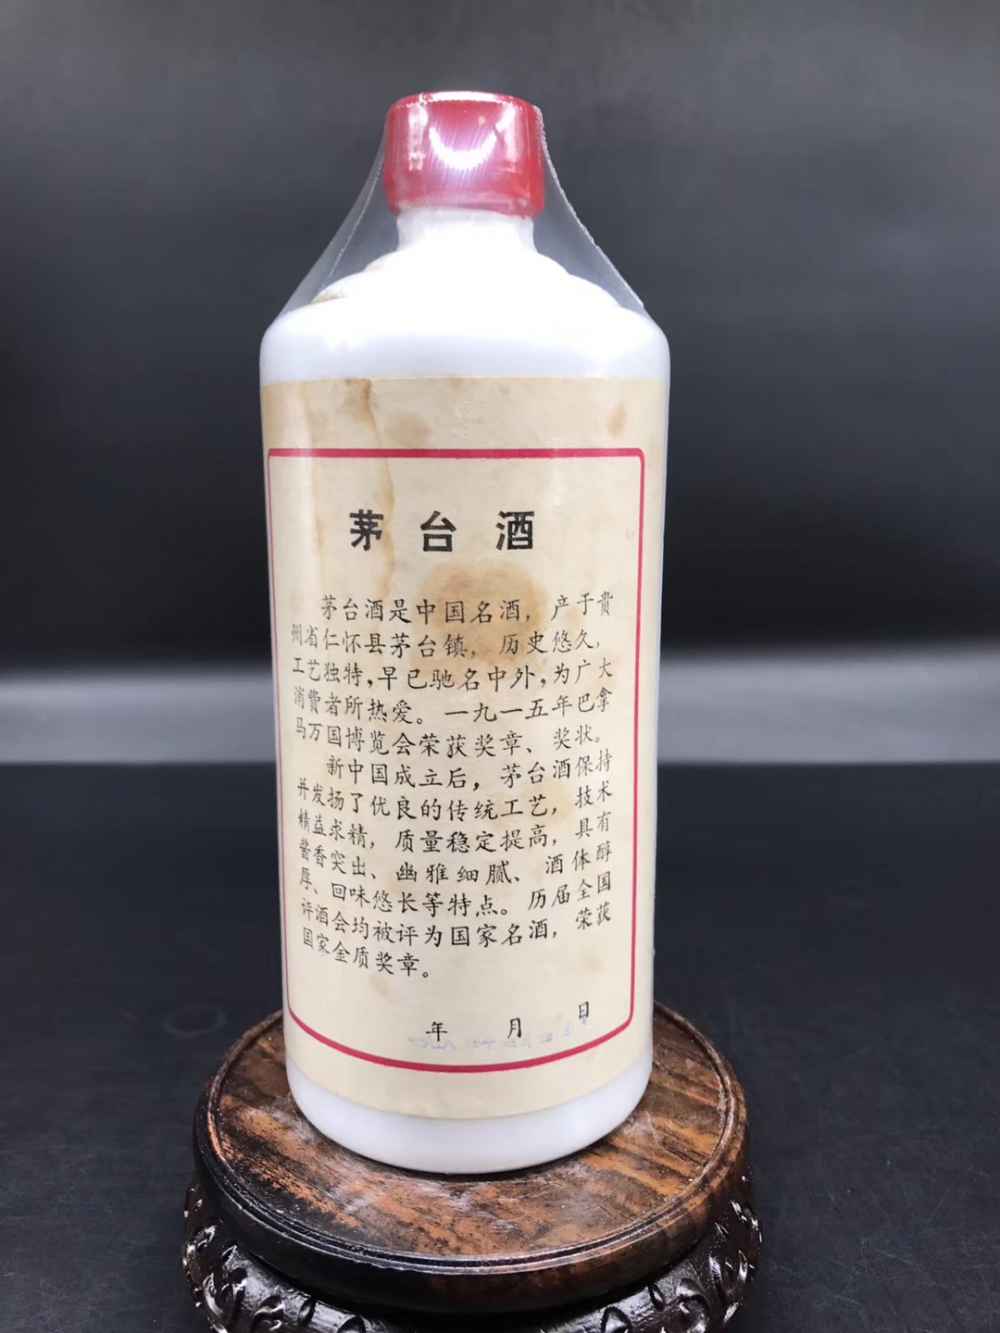 茅台酒
茅台酒是中国名酒，产于贵
州省仁怀县茅台镇，历史悠久，
工艺独特，早已驰名中外，为广大
消费者所热爱。一九一五年巴拿
马万国博览会荣获奖章、奖状。
新中国成立后，茅台酒保持
并发扬了优良的传统工艺，技术
精益求精，质量稳定提高，具有
酱香突出、幽雅细腻、酒体醇
厚、回味悠长等特点。历届全国
评酒会均被评为国家名酒，荣获
国家金质奖章。
年 月 日